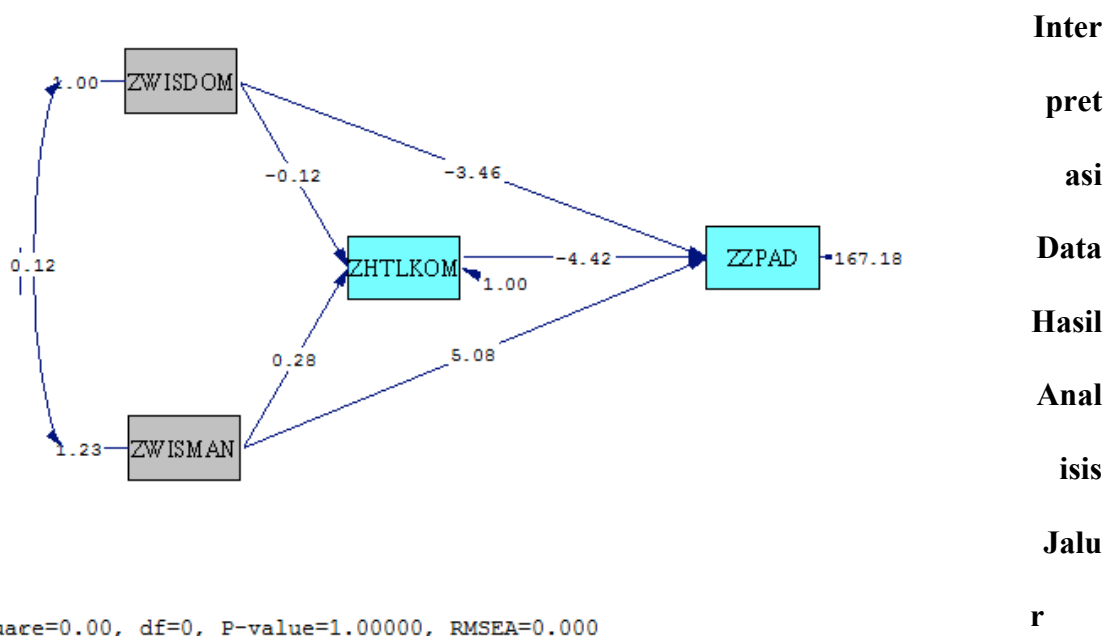 Inter
pret
asi
Data
Hasil
Anal
isis
Jalu
r
1.00
ZWISDOM
-0.12
-3.46
0.12
ZHTLKOM
-4.42
ZZPAD
167.18
1.00
0.28
5.08
1.23
ZWISMAN
uare=0.00, df=0, P-value=1.00000, RMSEA=0.000